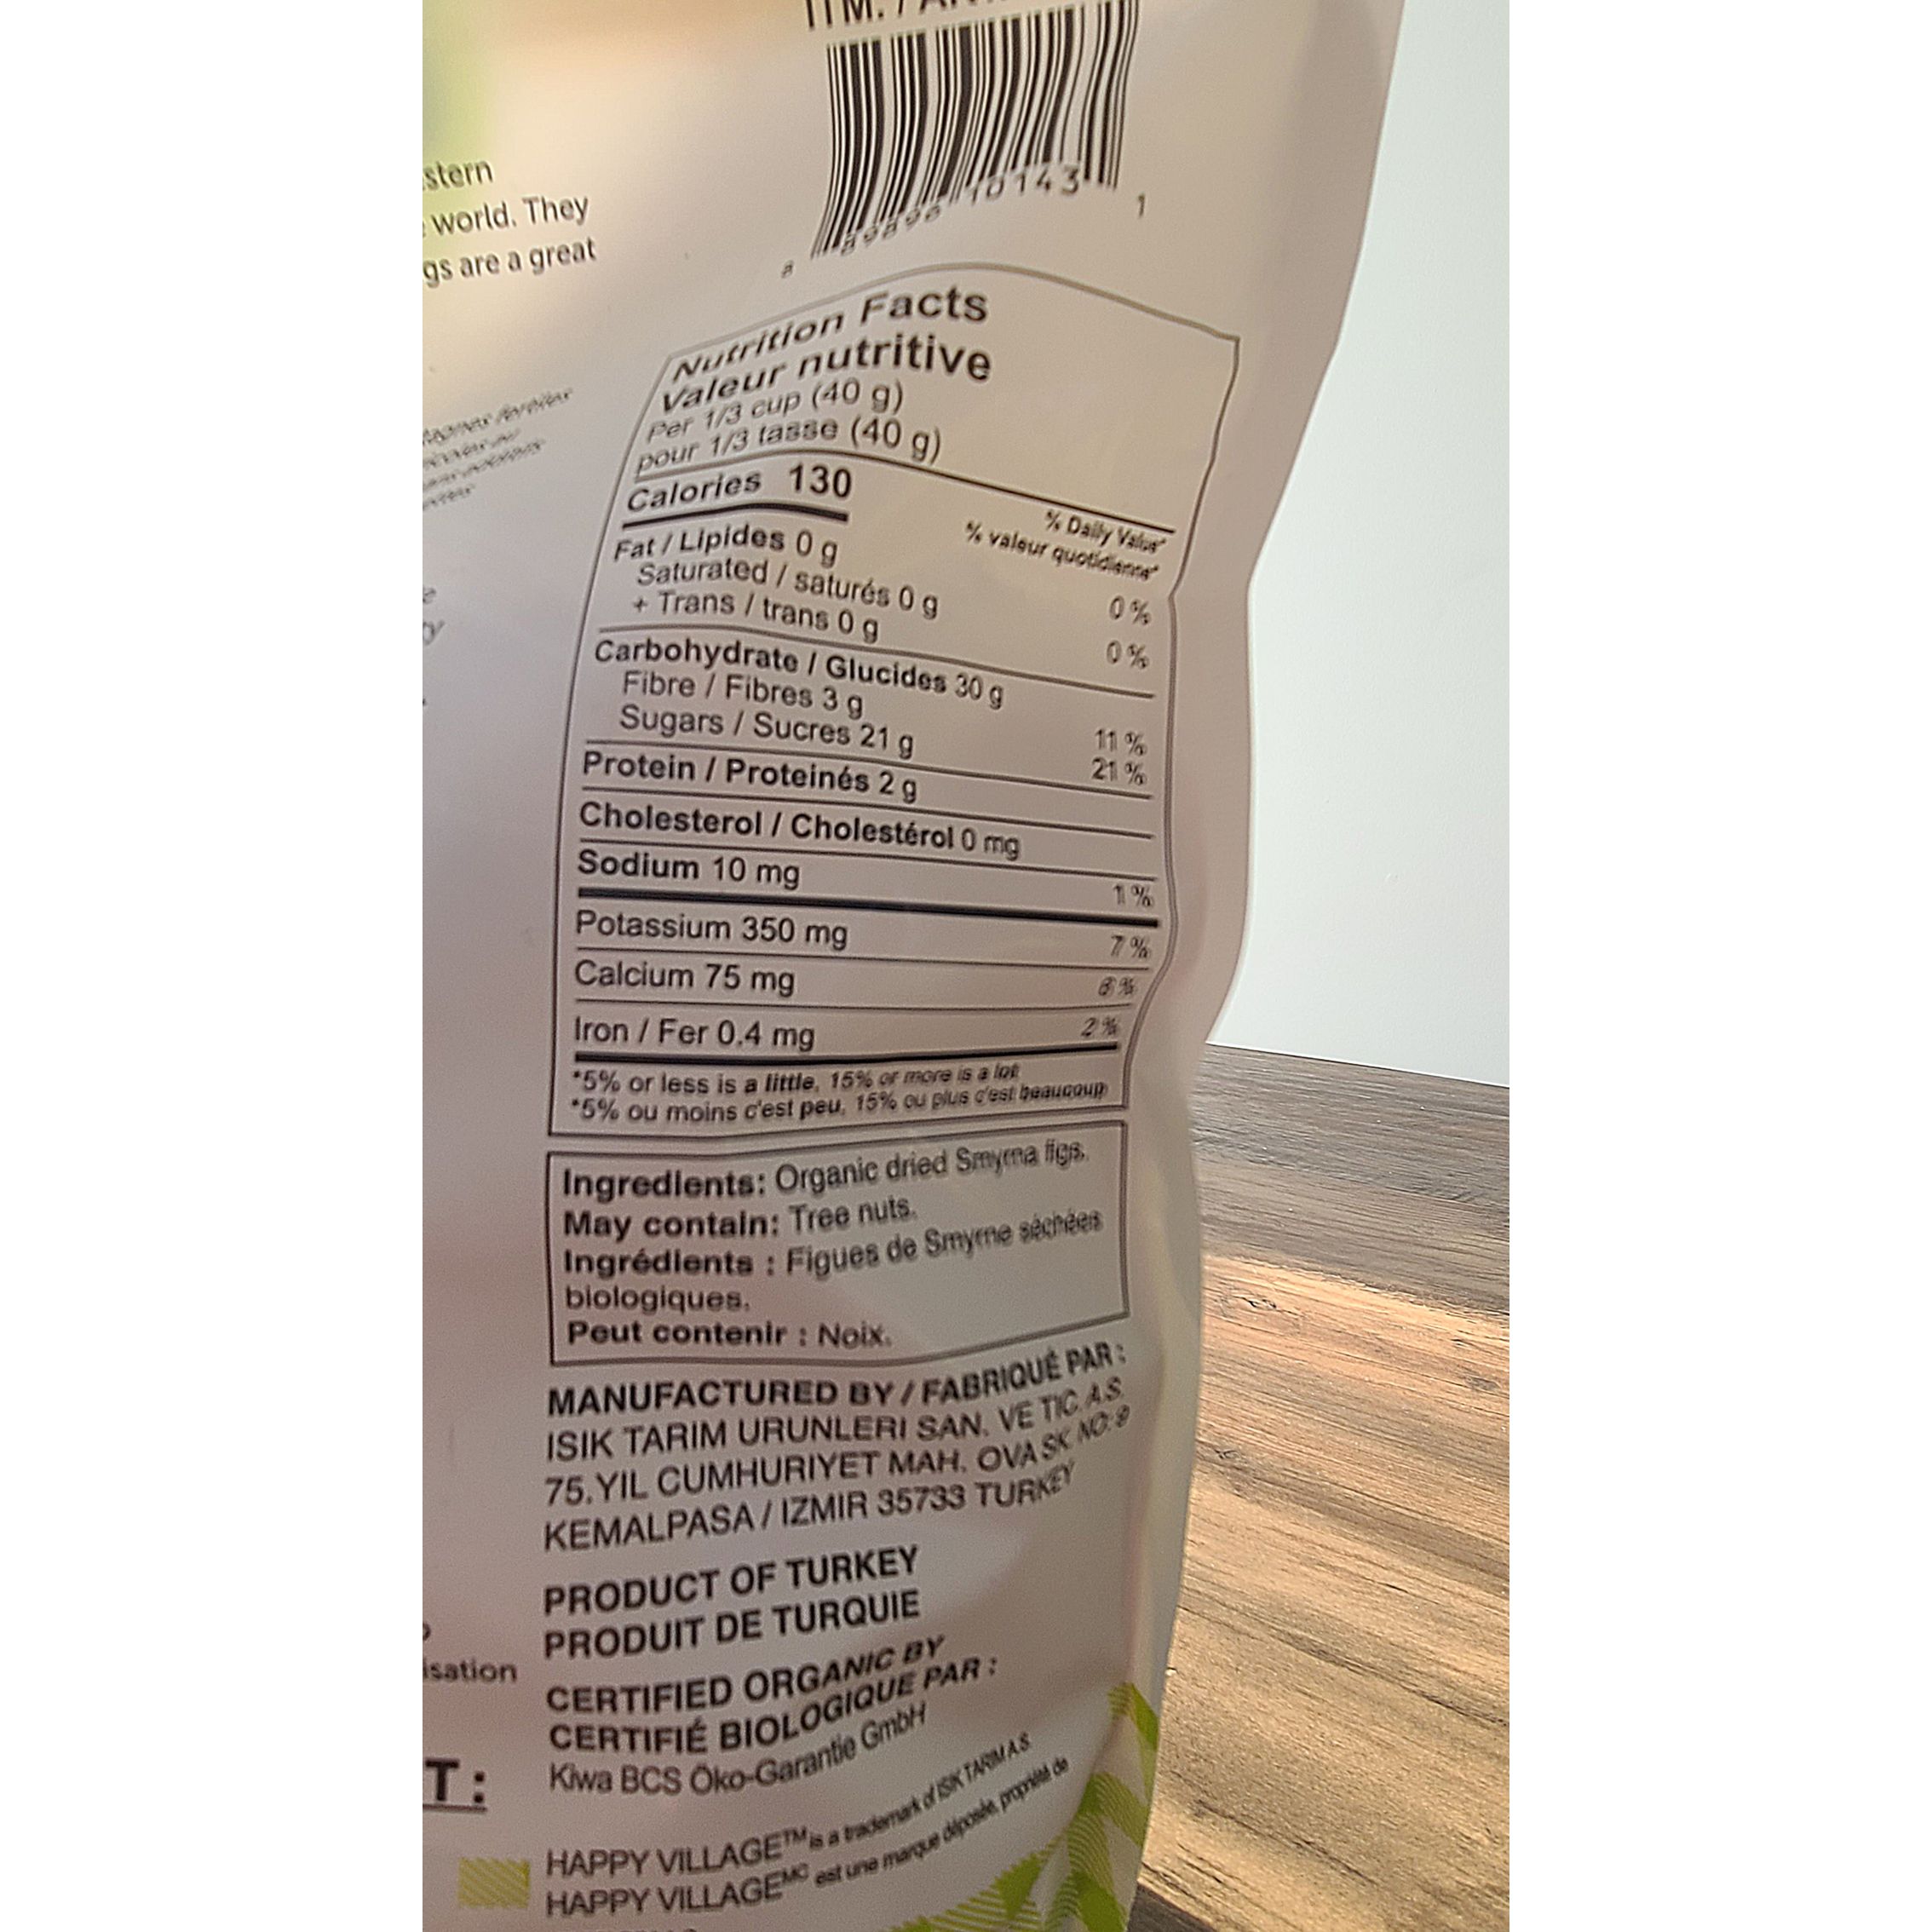 stern
world. They
gs are a great
Nutrition Facts
Valeur nutritive
Per 1/3 cup (40 g)
pour 1/3 tasse (40 g)
Calories 130
% Daily Value*
% valeur quotidienne*
Fat / Lipides 0 g 0 %
Saturated / saturés 0 g
+ Trans / trans 0 g 0 %
Carbohydrate / Glucides 30 g
Fibre / Fibres 3 g 11 %
Sugars / Sucres 21 g 21 %
Protein / Proteinés 2 g
Cholesterol / Cholestérol 0 mg
Sodium 10 mg 1 %
Potassium 350 mg 7 %
Calcium 75 mg 6 %
Iron / Fer 0.4 mg 2 %
*5% or less is a little, 15% or more is a lot
*5% ou moins c'est peu, 15% ou plus c'est beaucoup
Ingredients: Organic dried Smyrna figs.
May contain: Tree nuts.
Ingrédients : Figues de Smyrne séchées
biologiques.
Peut contenir : Noix.
MANUFACTURED BY / FABRIQUÉ PAR :
ISIK TARIM URUNLERI SAN. VE TIC. A.S.
75.YIL CUMHURIYET MAH. OVA SK. NO: 9
KEMALPASA / IZMIR 35733 TURKEY
PRODUCT OF TURKEY
PRODUIT DE TURQUIE
isation
CERTIFIED ORGANIC BY
CERTIFIÉ BIOLOGIQUE PAR :
Kiwa BCS Öko-Garantie GmbH
T:
HAPPY VILLAGE™ is a trademark of ISIK TARIM A.S.
HAPPY VILLAGEMC est une marque déposée, propriété de